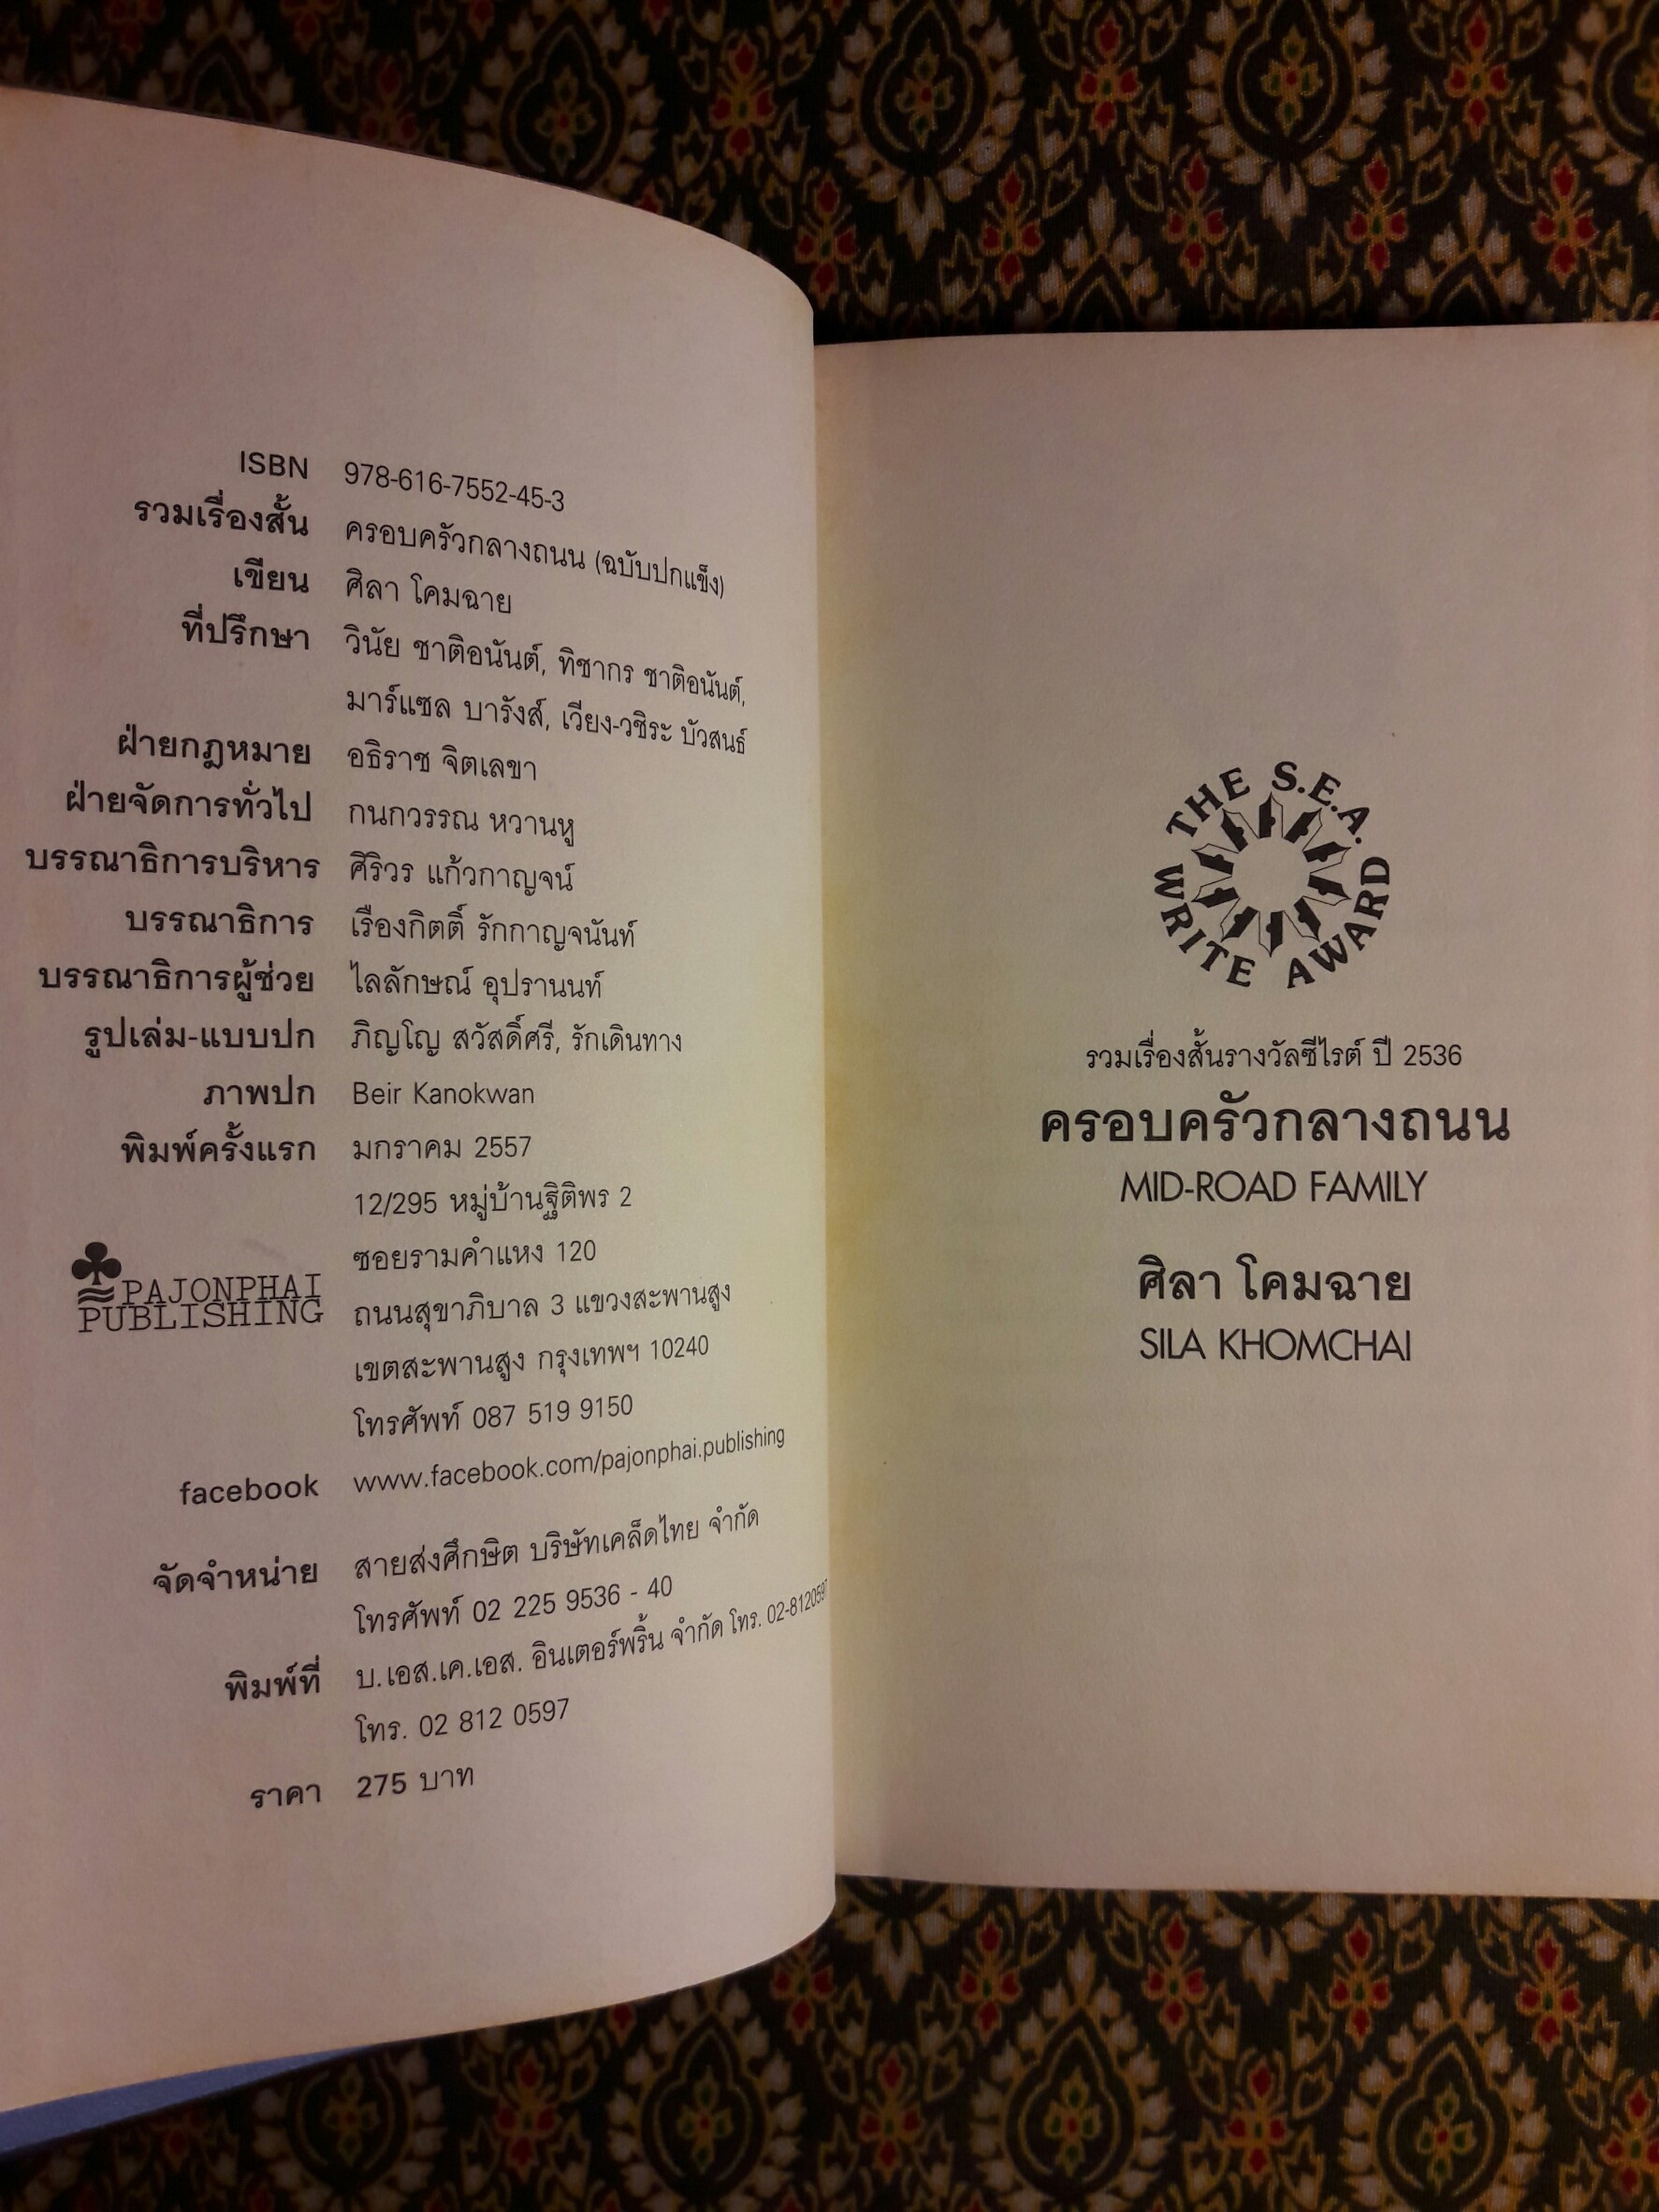 ISBN 978-616-7552-45-3
รวมเรื่องสั้น ครอบครัวกลางถนน (ฉบับปกแข็ง)
เขียน ศิลา โคมฉาย
ที่ปรึกษา วินัย ชาติอนันต์, ทิชากร ชาติอนันต์,
มาร์แซล บารังส์, เวียง-วชิระ บัวสนธ์
ฝ่ายกฎหมาย อธิราช จิตเลขา
ฝ่ายจัดการทั่วไป กนกวรรณ หวานหู
บรรณาธิการบริหาร ศิริวร แก้วกาญจน์
บรรณาธิการ เรืองกิตติ์ รักกาญจนันท์
บรรณาธิการผู้ช่วย ไลลักษณ์ อุปรานนท์
รูปเล่ม-แบบปก ภิญโญ สวัสดิ์ศรี, รักเดินทาง
ภาพปก Beir Kanokwan
พิมพ์ครั้งแรก มกราคม 2557
12/295 หมู่บ้านฐิติพร 2
ซอยรามคำแหง 120
PAJONPHAI
PUBLISHING
ถนนสุขาภิบาล 3 แขวงสะพานสูง
เขตสะพานสูง กรุงเทพฯ 10240
โทรศัพท์ 087 519 9150
facebook www.facebook.com/pajonphai.publishing
จัดจำหน่าย สายส่งศึกษิต บริษัทเคล็ดไทย จำกัด
โทรศัพท์ 02 225 9536 - 40
พิมพ์ที่ บ.เอส.เค.เอส. อินเตอร์พริ้น จำกัด โทร. 02-8120597
โทร. 02 812 0597
ราคา 275 บาท
THE S.E.A.
WRITE AWARD
รวมเรื่องสั้นรางวัลซีไรต์ ปี 2536
ครอบครัวกลางถนน
MID-ROAD FAMILY
ศิลา โคมฉาย
SILA KHOMCHAI